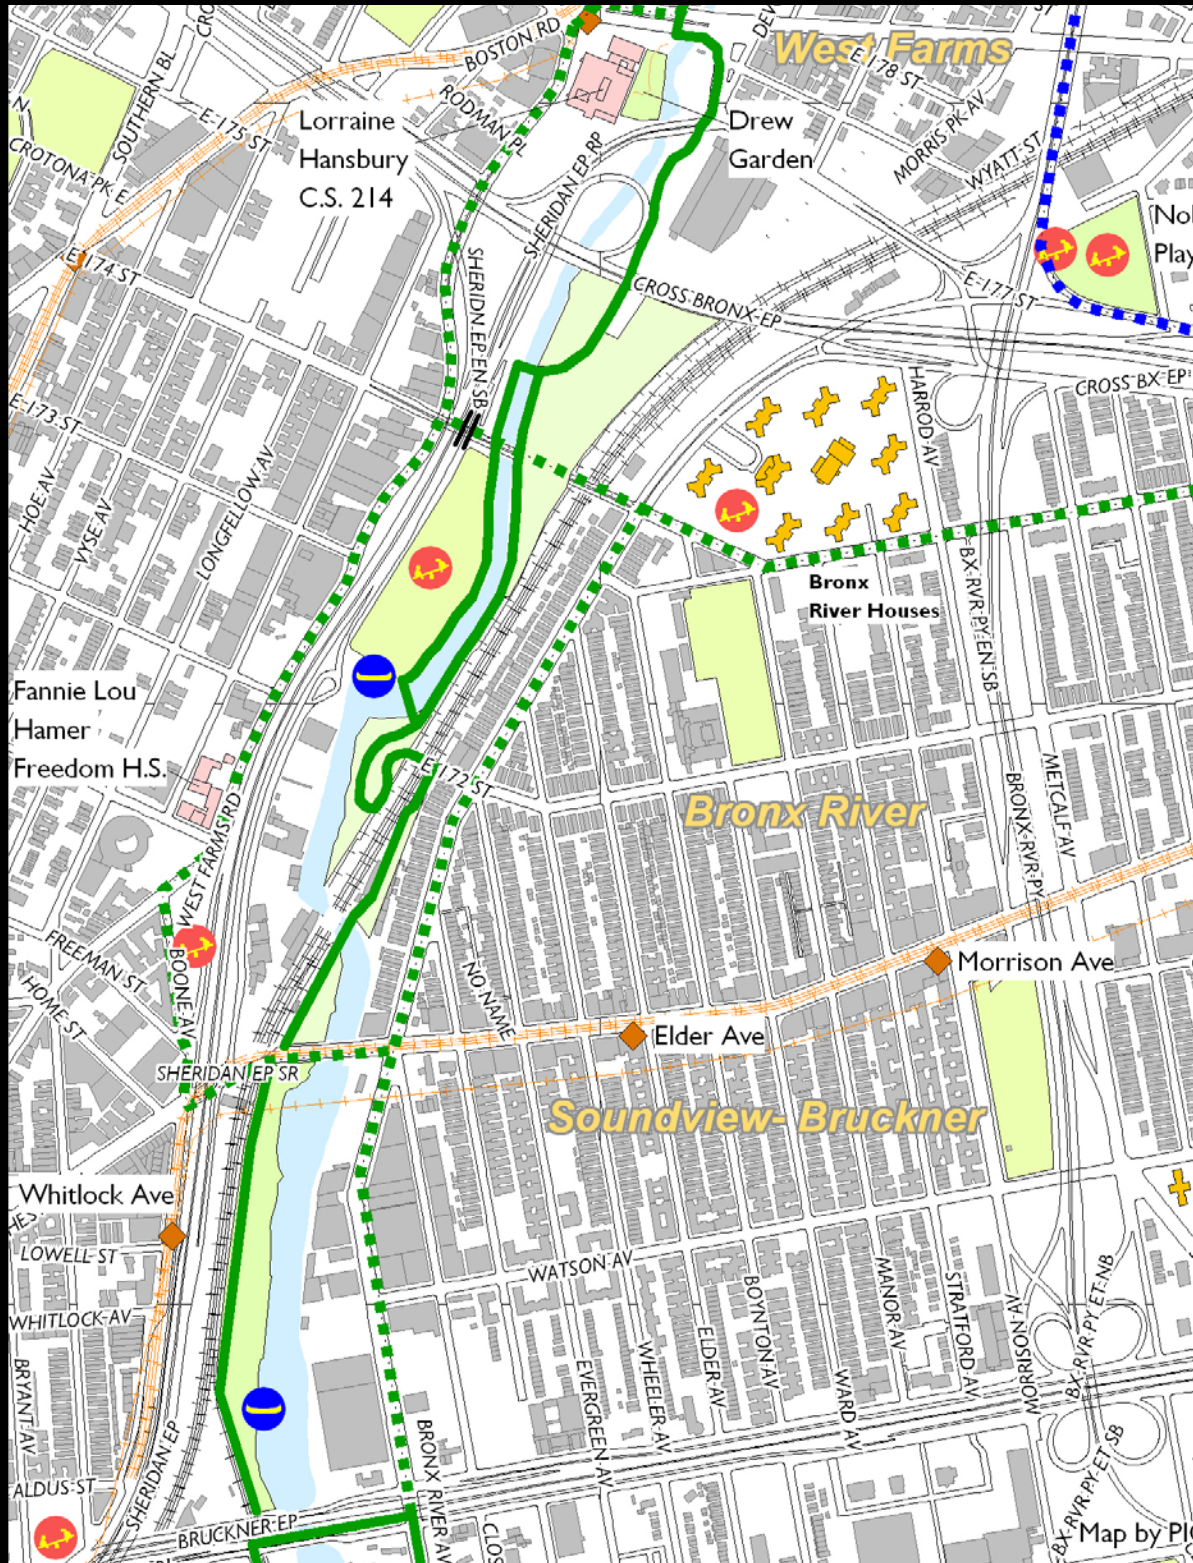 BOSTON RD
West Farms
E 178 ST
SOUTHERN BL
N.
CROTONA PK E
E 175 ST
RODMAN PL
Lorraine
Hansbury
C.S. 214
Drew
Garden
MORRIS PK AV
WYATT ST
SHERIDAN EP RP
E 174 ST
SHERIDN EP EN SB
CROSS BRONX EP
E 177 ST
E 173 ST
HARROD AV
CROSS BX EP
HOE AV
VYSE AV
LONGFELLOW AV
Bronx
River Houses
BX RVR PY EN SB
Fannie Lou
Hamer
Freedom H.S.
E 172 ST
METCALF AV
BRONX RVR PY
Bronx River
WEST FARMS RD
FREEMAN ST
HOME ST
BOONE AV
NO NAME
Morrison Ave
Elder Ave
SHERIDAN EP SR
Soundview- Bruckner
Whitlock Ave
LOWELL ST
WATSON AV
WHITLOCK AV
BRYANT AV
BOYNTON AV
MANOR AV
STRATFORD AV
MORRISON AV
BX RVR PY ET NB
ELDER AV
WHEELER AV
EVERGREEN AV
WARD AV
ALDUS ST
SHERIDAN EP
BRUCKNER EP
BRONX RIVER AV
BX RVR PY ET SB
Map by